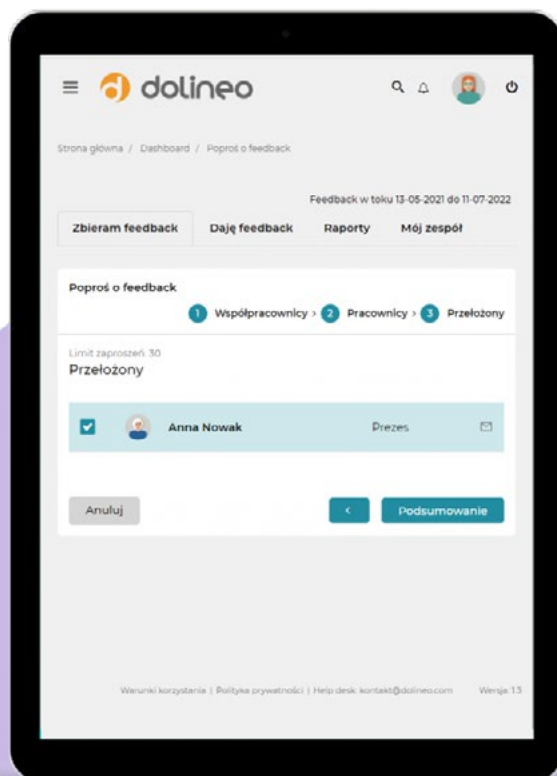 dolineo
Strona główna / Dashboard / Poproś o feedback
Feedback w toku 13-05-2021 do 11-07-2022
Zbieram feedback Daję feedback Raporty Mój zespół
Poproś o feedback
1 Współpracownicy > 2 Pracownicy > 3 Przełożony
Limit zaproszeń: 30
Przełożony
Anna Nowak Prezes
Anuluj < Podsumowanie
Warunki korzystania | Polityka prywatności | Help desk: kontakt@dolineo.com Wersja 1.3